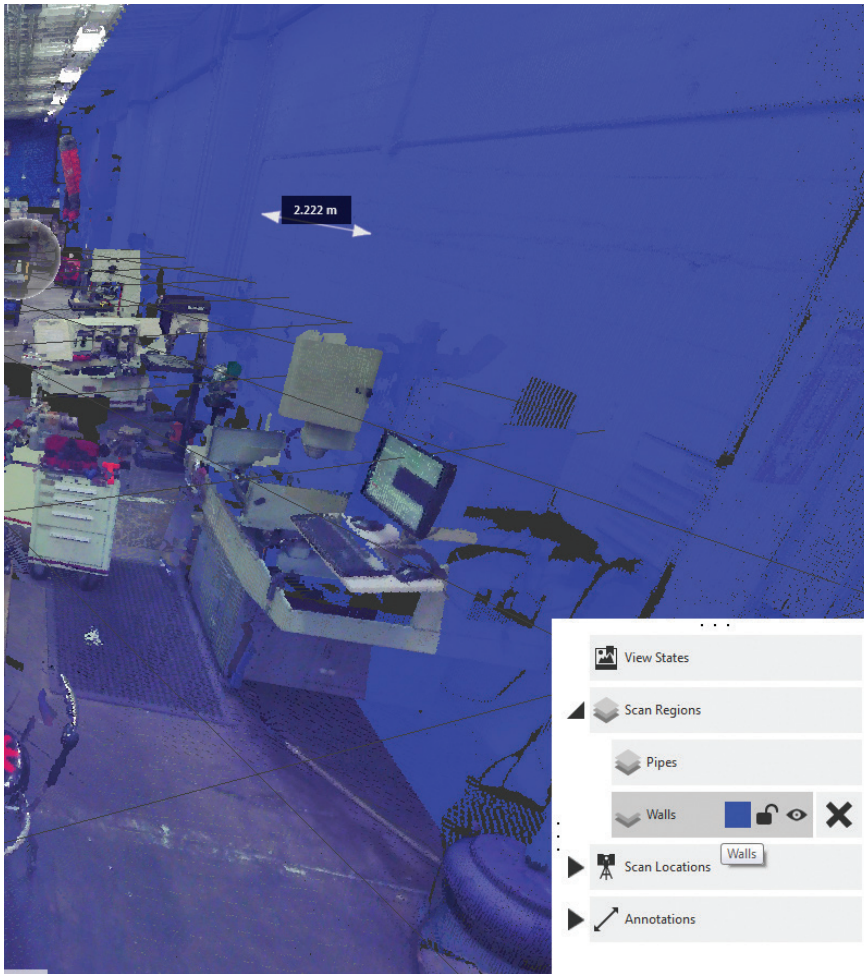 2.222 m
View States
Scan Regions
Pipes
Walls
Walls
Scan Locations
Annotations